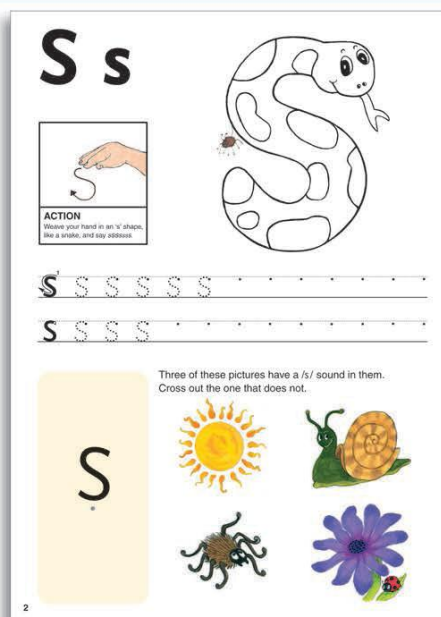 S s
ACTION
Weave your hand in an 's' shape,
like a snake, and say ssssss.
s s s s s s
s s s s
Three of these pictures have a /s/ sound in them.
Cross out the one that does not.
s
2